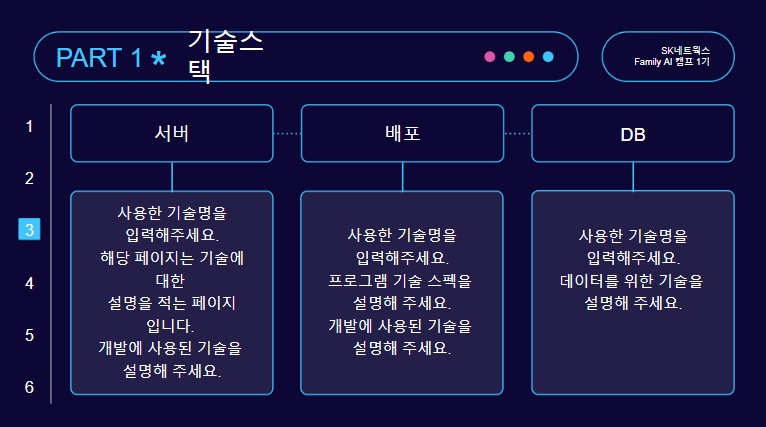 PART 1 *
기술스
택
SK네트웍스
Family AI 캠프 1기
1
2
3
4
5
6
서버
배포
DB
사용한 기술명을
입력해주세요.
해당 페이지는 기술에
대한
설명을 적는 페이지
입니다.
개발에 사용된 기술을
설명해 주세요.
사용한 기술명을
입력해주세요.
프로그램 기술 스펙을
설명해 주세요.
개발에 사용된 기술을
설명해 주세요.
사용한 기술명을
입력해주세요.
데이터를 위한 기술을
설명해 주세요.